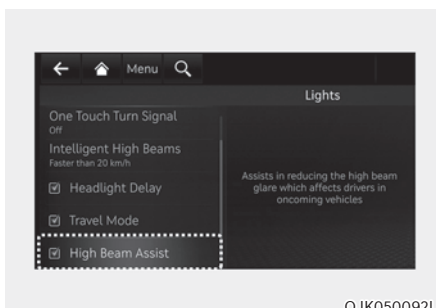 Menu
Lights
One Touch Turn Signal
Off
Intelligent High Beams
Faster than 20 km/h
Headlight Delay
Travel Mode
High Beam Assist
Assists in reducing the high beam
glare which affects drivers in
oncoming vehicles
OJK050092L